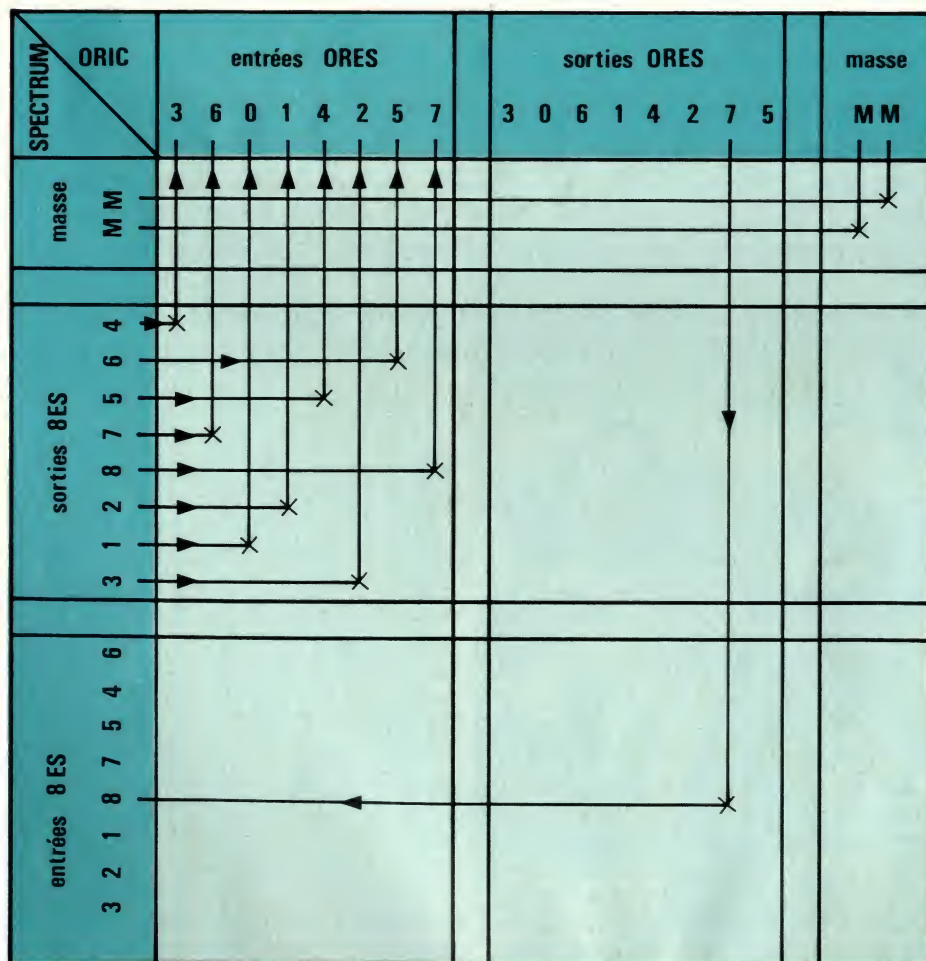 SPECTRUM
ORIC
entrées ORES
3 6 0 1 4 2 5 7
sorties ORES
3 0 6 1 4 2 7 5
masse
M M
masse
M M
sorties 8ES
3 1 2 8 7 5 6 4
entrées 8ES
3 2 1 8 7 5 4 6